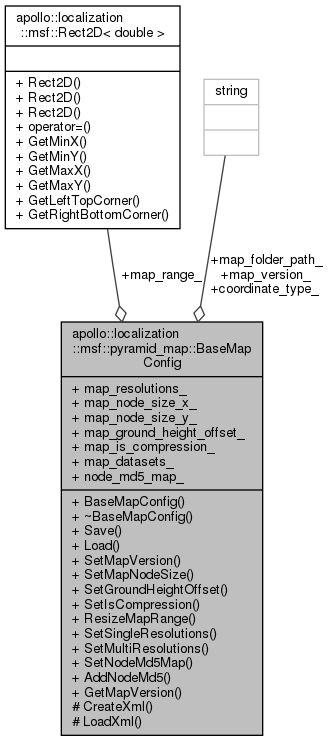 apollo::localization
::msf::Rect2D< double >
+ Rect2D()
+ Rect2D()
+ Rect2D()
+ operator=()
+ GetMinX()
+ GetMinY()
+ GetMaxX()
+ GetMaxY()
+ GetLeftTopCorner()
+ GetRightBottomCorner()
string
+map_range_
+map_folder_path_
+map_version_
+coordinate_type_
apollo::localization
::msf::pyramid_map::BaseMap
Config
+ map_resolutions_
+ map_node_size_x_
+ map_node_size_y_
+ map_ground_height_offset_
+ map_is_compression_
+ map_datasets_
+ node_md5_map_
+ BaseMapConfig()
+ ~BaseMapConfig()
+ Save()
+ Load()
+ SetMapVersion()
+ SetMapNodeSize()
+ SetGroundHeightOffset()
+ SetIsCompression()
+ ResizeMapRange()
+ SetSingleResolutions()
+ SetMultiResolutions()
+ SetNodeMd5Map()
+ AddNodeMd5()
+ GetMapVersion()
# CreateXml()
# LoadXml()